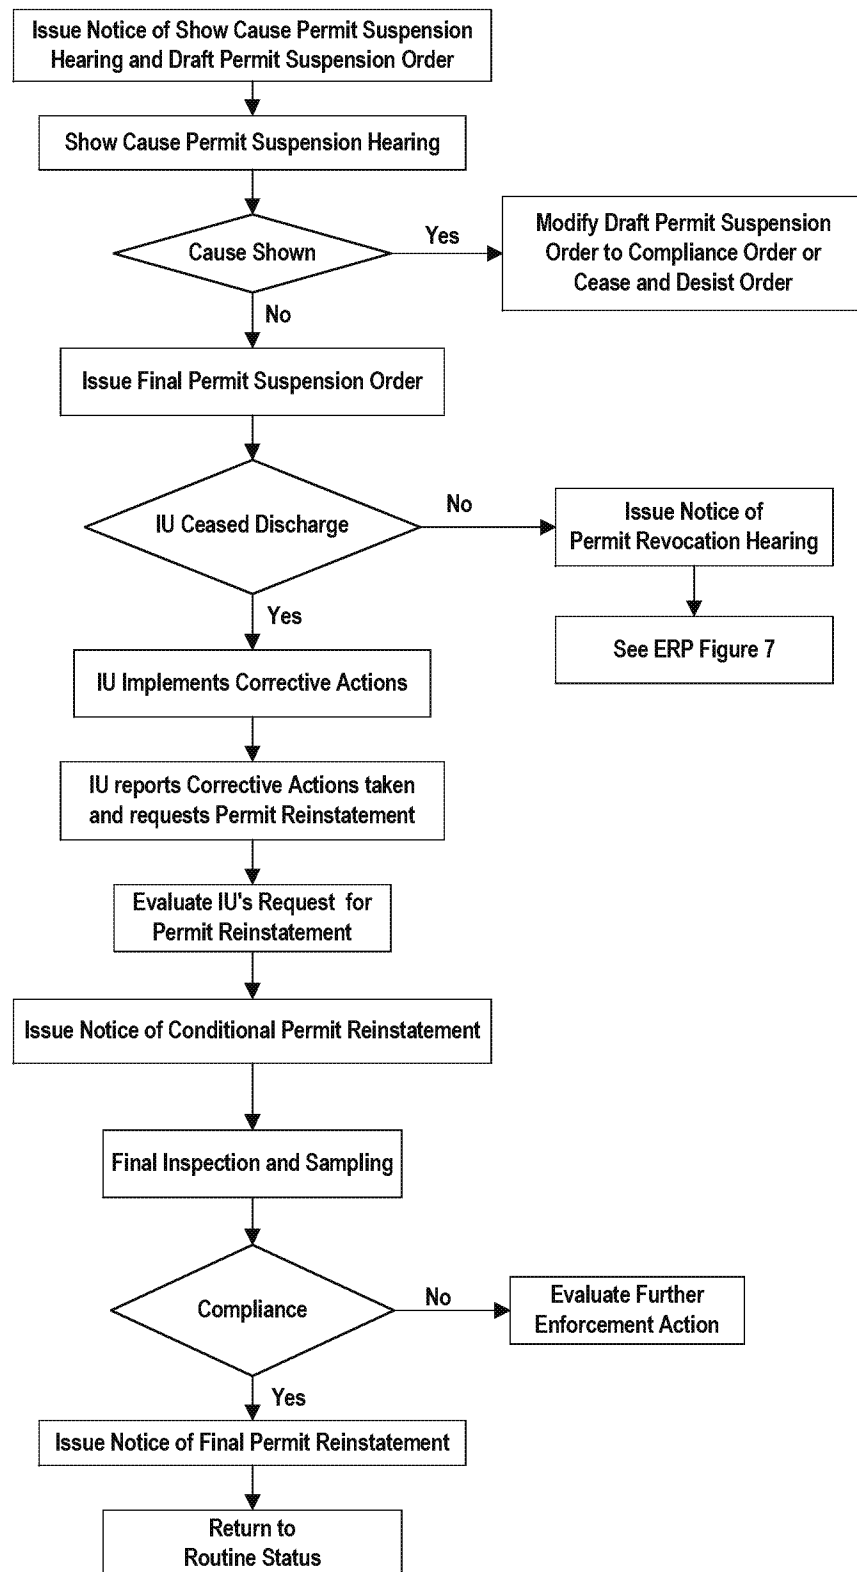 Issue Notice of Show Cause Permit Suspension
Hearing and Draft Permit Suspension Order
Show Cause Permit Suspension Hearing
Cause Shown
Yes
Modify Draft Permit Suspension
Order to Compliance Order or
Cease and Desist Order
No
Issue Final Permit Suspension Order
IU Ceased Discharge
No
Issue Notice of
Permit Revocation Hearing
See ERP Figure 7
Yes
IU Implements Corrective Actions
IU reports Corrective Actions taken
and requests Permit Reinstatement
Evaluate IU's Request for
Permit Reinstatement
Issue Notice of Conditional Permit Reinstatement
Final Inspection and Sampling
Compliance
No
Evaluate Further
Enforcement Action
Yes
Issue Notice of Final Permit Reinstatement
Return to
Routine Status